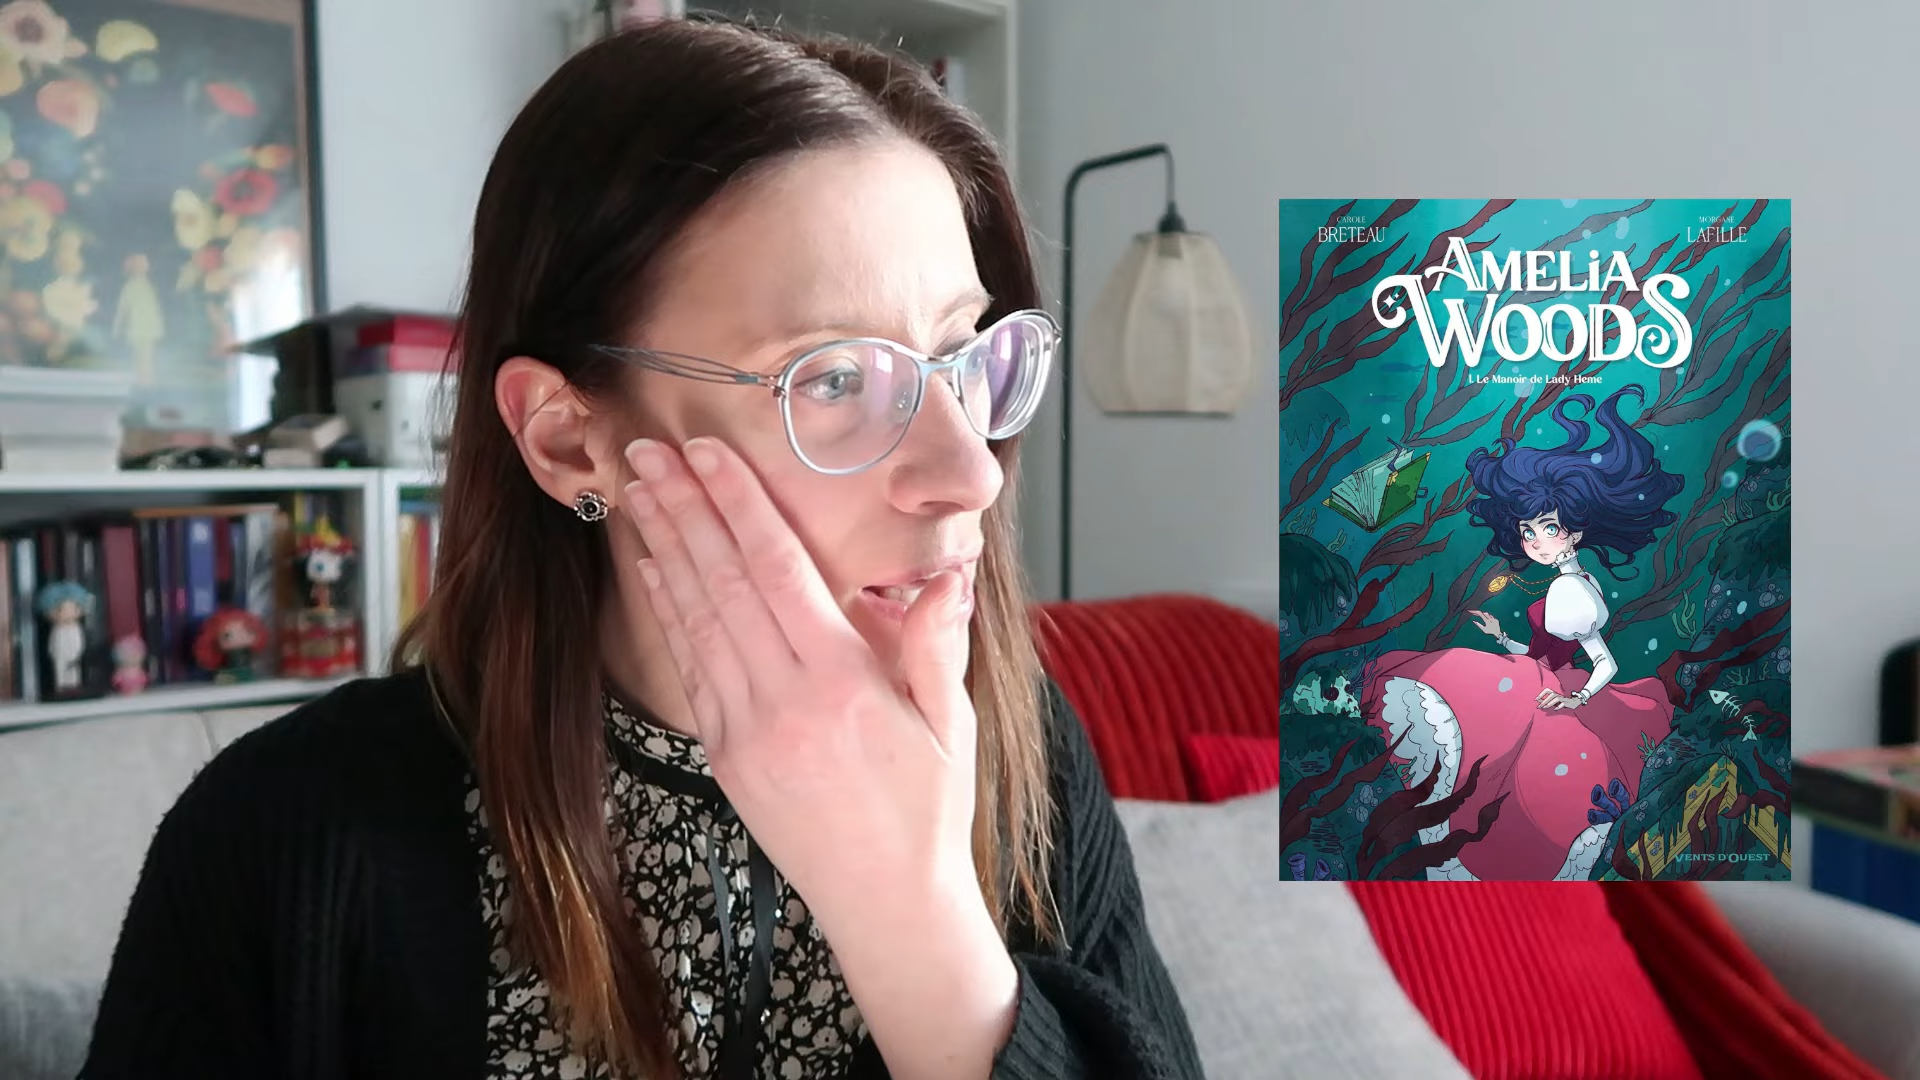 CAROLE
BRETEAU
MORGANE
LAFILLE
AMELiA
WOODS
1. Le Manoir de Lady Heme
VENTS D'OUEST